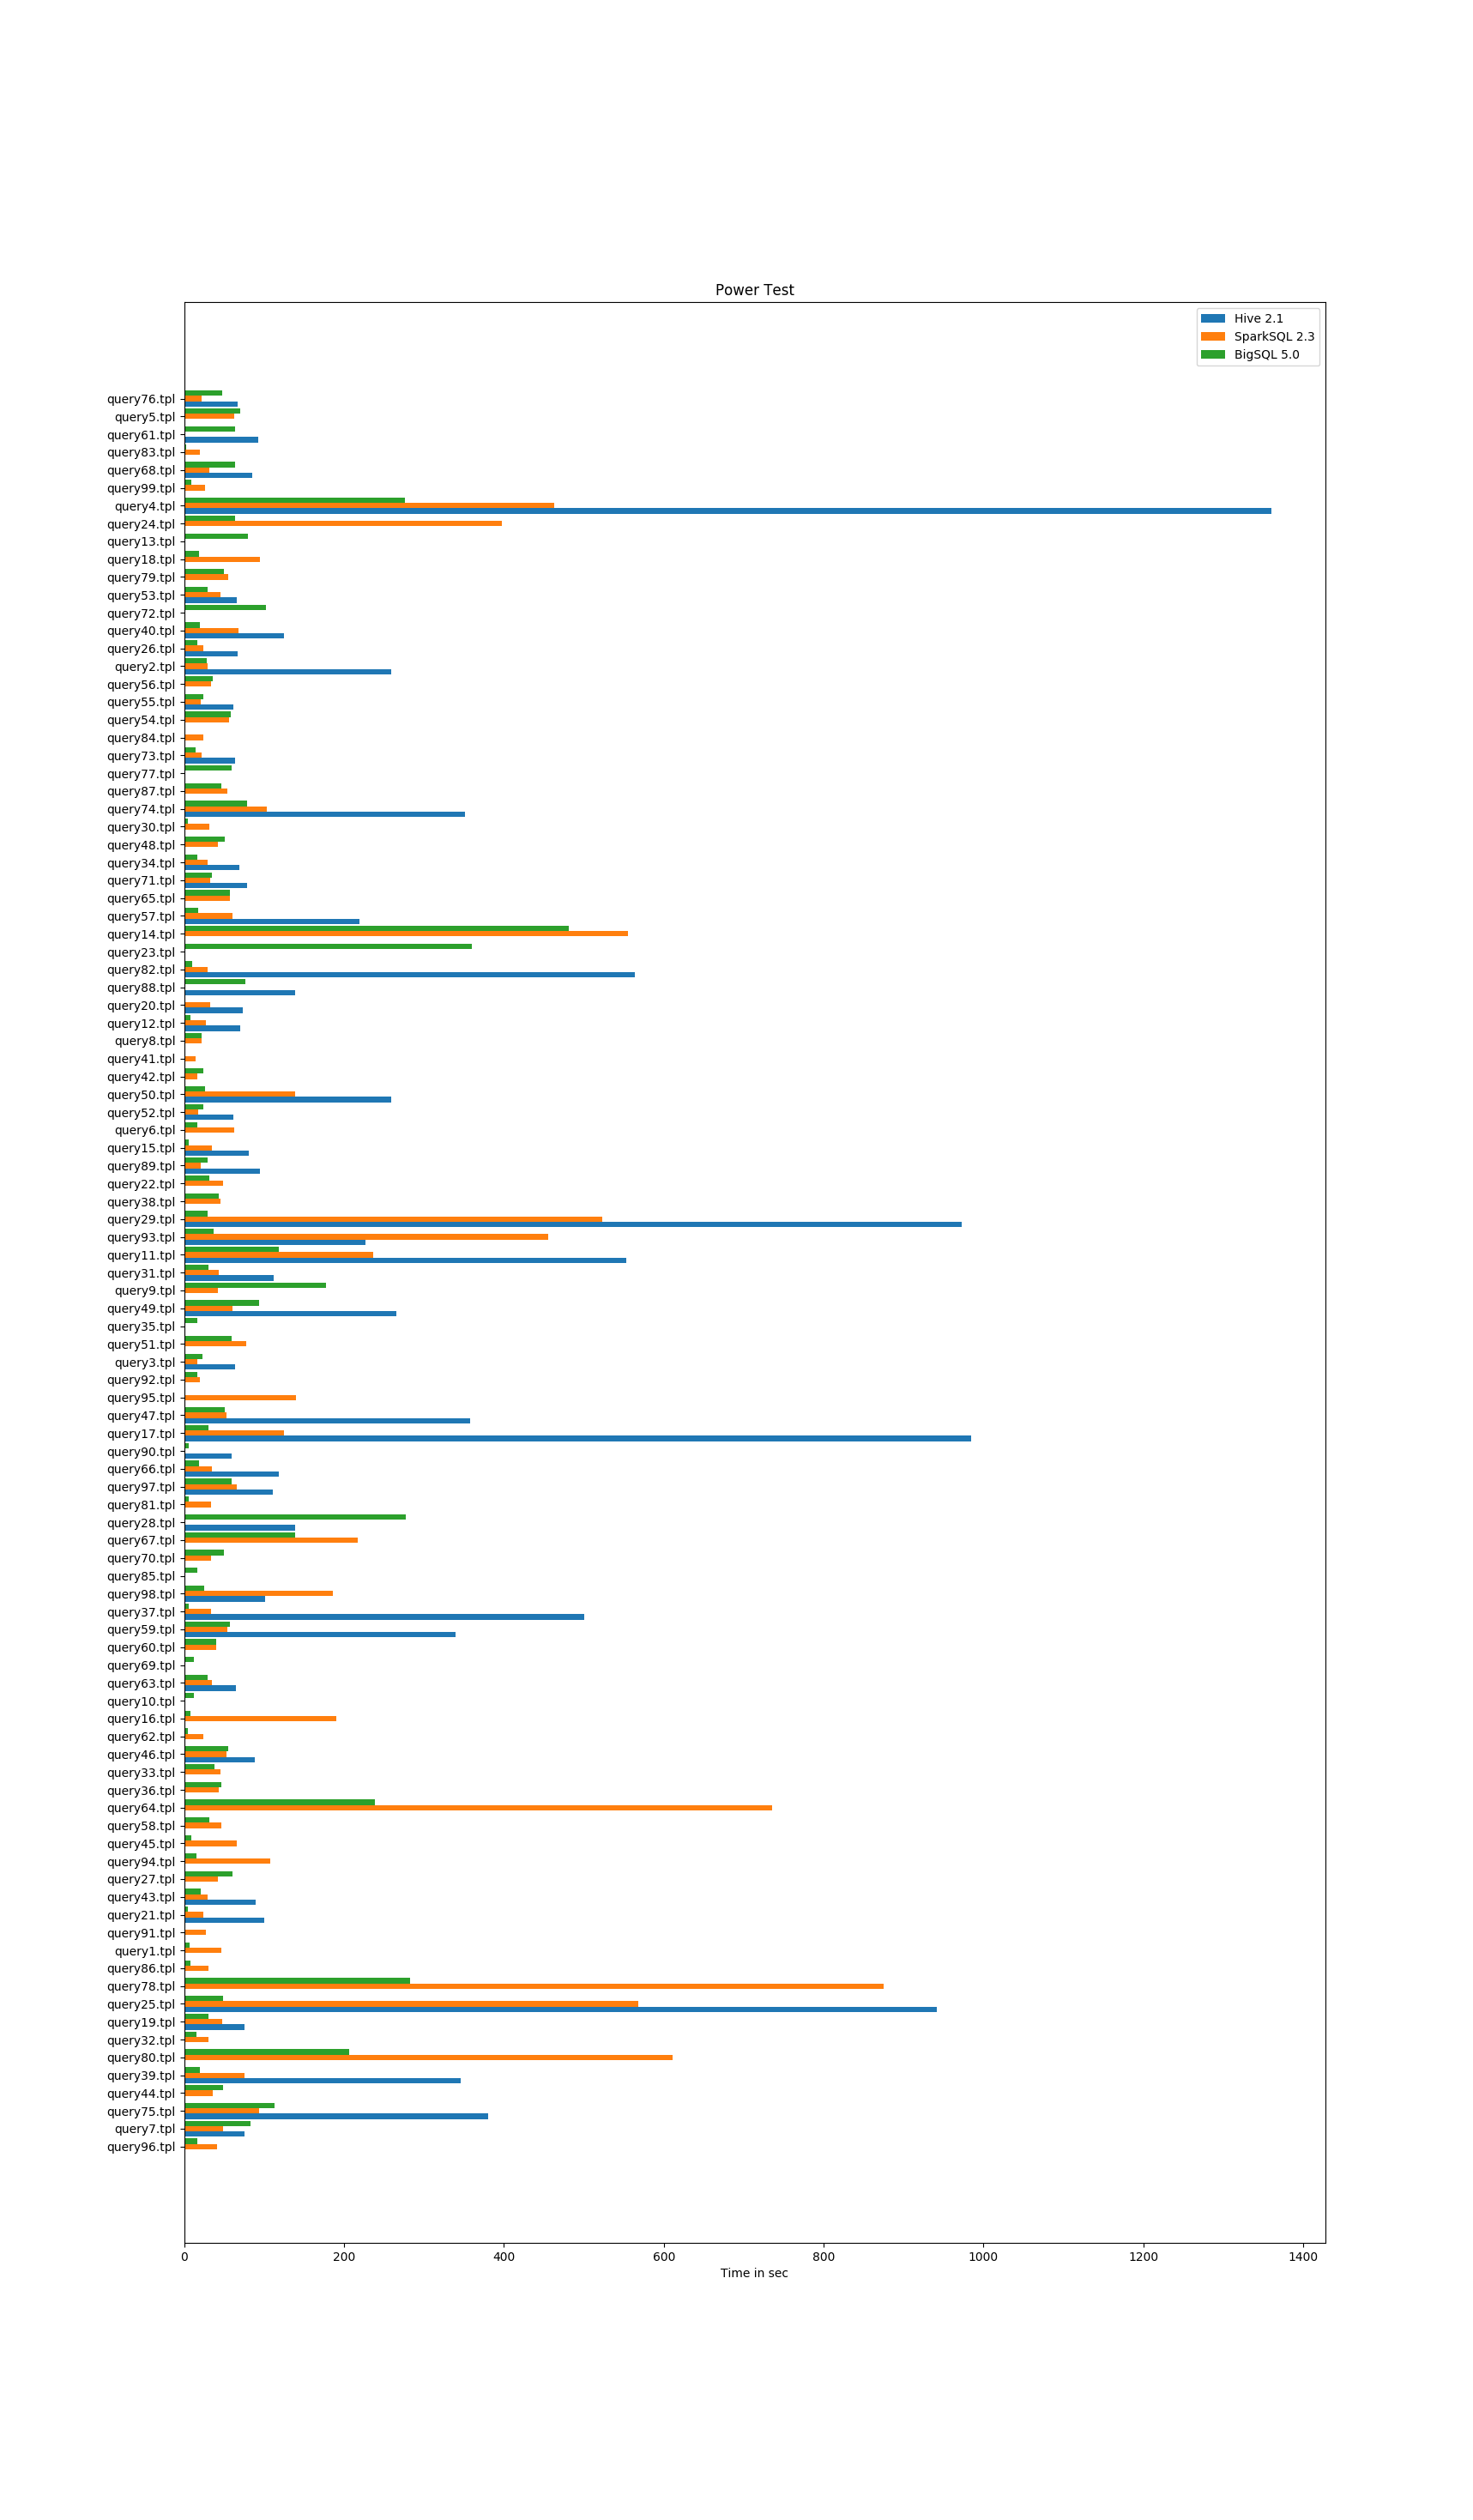 Power Test
Hive 2.1
SparkSQL 2.3
BigSQL 5.0
query76.tpl
query5.tpl
query61.tpl
query83.tpl
query68.tpl
query99.tpl
query4.tpl
query24.tpl
query13.tpl
query18.tpl
query79.tpl
query53.tpl
query72.tpl
query40.tpl
query26.tpl
query2.tpl
query56.tpl
query55.tpl
query54.tpl
query84.tpl
query73.tpl
query77.tpl
query87.tpl
query74.tpl
query30.tpl
query48.tpl
query34.tpl
query71.tpl
query65.tpl
query57.tpl
query14.tpl
query23.tpl
query82.tpl
query88.tpl
query20.tpl
query12.tpl
query8.tpl
query41.tpl
query42.tpl
query50.tpl
query52.tpl
query6.tpl
query15.tpl
query89.tpl
query22.tpl
query38.tpl
query29.tpl
query93.tpl
query11.tpl
query31.tpl
query9.tpl
query49.tpl
query35.tpl
query51.tpl
query3.tpl
query92.tpl
query95.tpl
query47.tpl
query17.tpl
query90.tpl
query66.tpl
query97.tpl
query81.tpl
query28.tpl
query67.tpl
query70.tpl
query85.tpl
query98.tpl
query37.tpl
query59.tpl
query60.tpl
query69.tpl
query63.tpl
query10.tpl
query16.tpl
query62.tpl
query46.tpl
query33.tpl
query36.tpl
query64.tpl
query58.tpl
query45.tpl
query94.tpl
query27.tpl
query43.tpl
query21.tpl
query91.tpl
query1.tpl
query86.tpl
query78.tpl
query25.tpl
query19.tpl
query32.tpl
query80.tpl
query39.tpl
query44.tpl
query75.tpl
query7.tpl
query96.tpl
0 200 400 600 800 1000 1200 1400
Time in sec